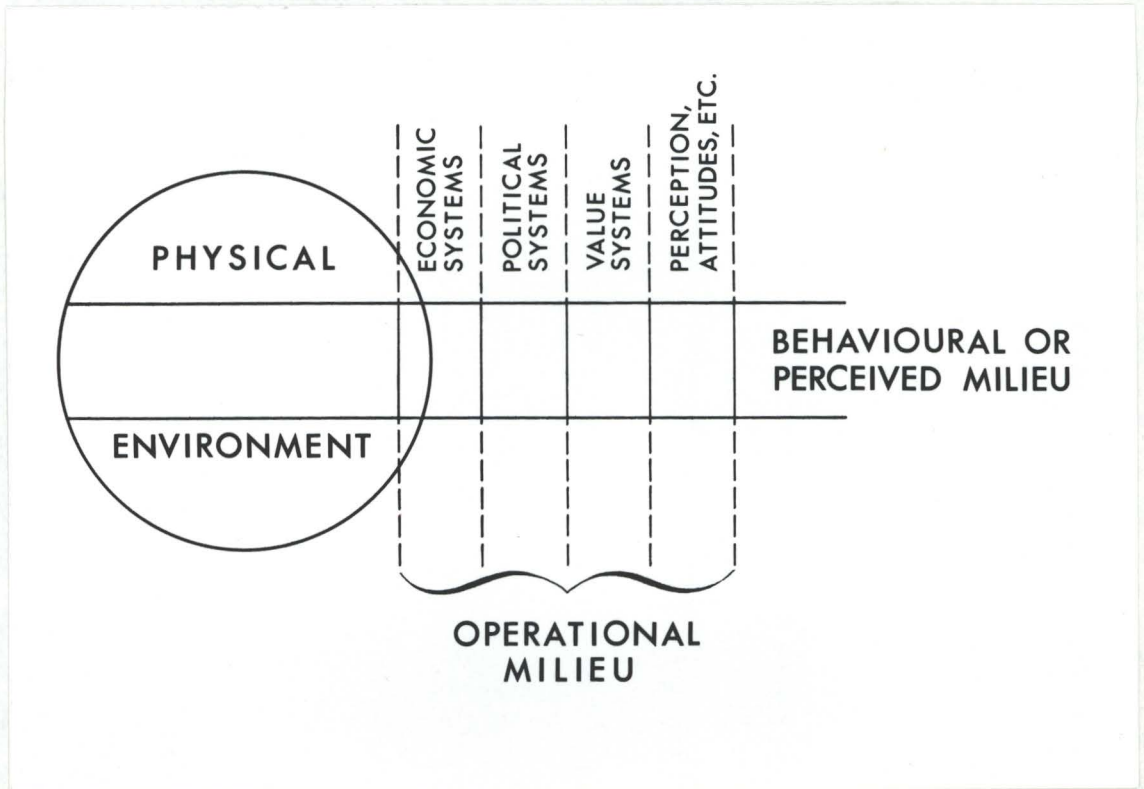 PHYSICAL
ENVIRONMENT
ECONOMIC
SYSTEMS
POLITICAL
SYSTEMS
VALUE
SYSTEMS
PERCEPTION,
ATTITUDES, ETC.
BEHAVIOURAL OR
PERCEIVED MILIEU
OPERATIONAL
MILIEU